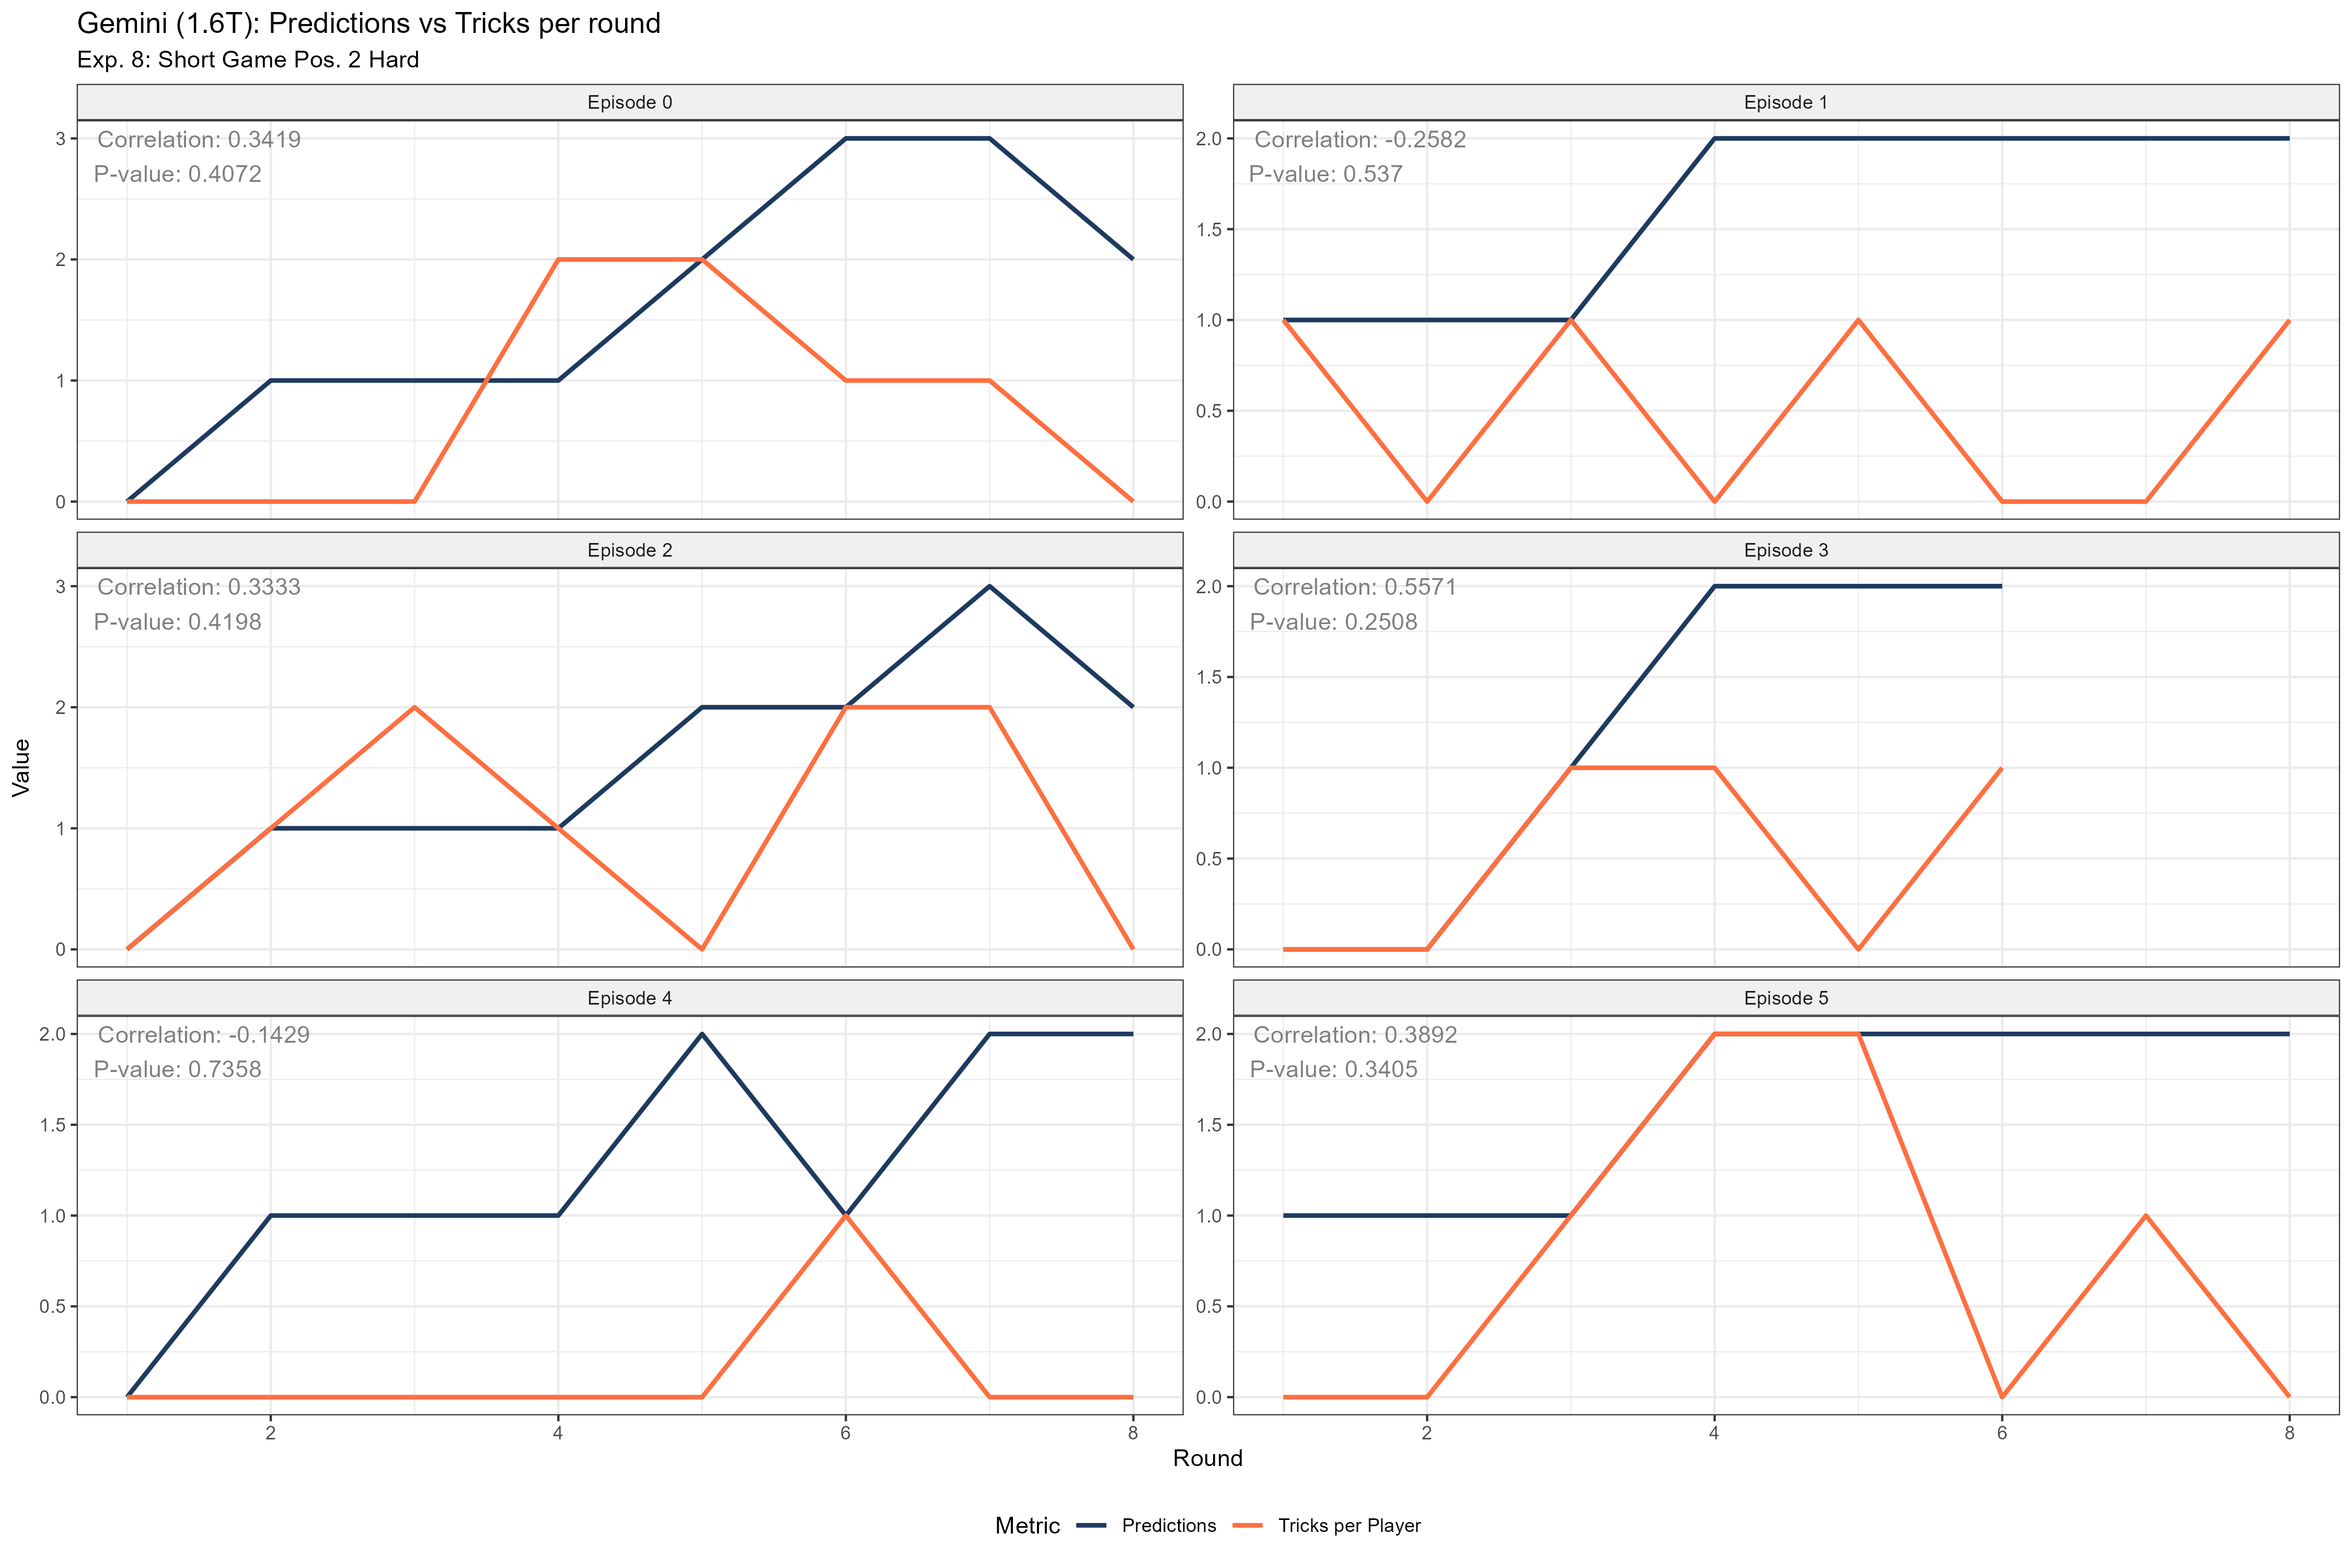 Gemini (1.6T): Predictions vs Tricks per round
Exp. 8: Short Game Pos. 2 Hard
Episode 0
Correlation: 0.3419
P-value: 0.4072
3
2
1
0
Episode 1
Correlation: -0.2582
P-value: 0.537
2.0
1.5
1.0
0.5
0.0
Episode 2
Correlation: 0.3333
P-value: 0.4198
3
2
1
0
Episode 3
Correlation: 0.5571
P-value: 0.2508
2.0
1.5
1.0
0.5
0.0
Episode 4
Correlation: -0.1429
P-value: 0.7358
2.0
1.5
1.0
0.5
0.0
2 4 6 8
Episode 5
Correlation: 0.3892
P-value: 0.3405
2.0
1.5
1.0
0.5
0.0
2 4 6 8
Value
Round
Metric Predictions Tricks per Player